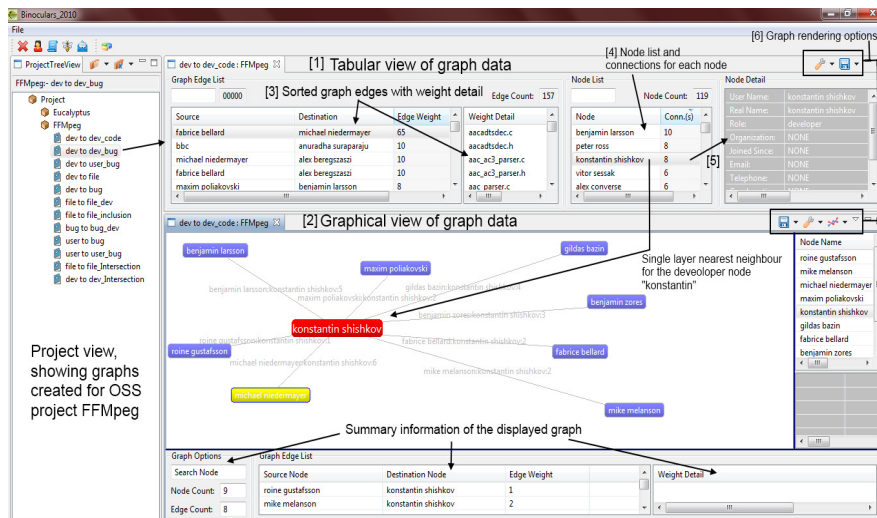 Binoculars_2010
File
[6] Graph rendering options
ProjectTreeView
FFMpeg:- dev to dev_bug
Project
Eucalyptus
FFMpeg
dev to dev_code
dev to dev_bug
dev to user_bug
dev to file
dev to bug
file to file_dev
file to file_inclusion
bug to bug_dev
user to bug
user to user_bug
file to file_Intersection
dev to dev_Intersection
Project view,
showing graphs
created for OSS
project FFMpeg
dev to dev_code : FFMpeg
[1] Tabular view of graph data
[4] Node list and
connections for each node
Graph Edge List
00000
[3] Sorted graph edges with weight detail
Edge Count: 157
Source Destination Edge Weight
fabrice bellard michael niedermayer 65
bbc anuradha suraparaju 10
michael niedermayer alex beregszaszi 10
fabrice bellard alex beregszaszi 10
maxim poliakovski benjamin larsson 8
Weight Detail
aacadtsdec.c
aacadtsdec.h
aac_ac3_parser.c
aac_ac3_parser.h
aac_parser.c
Node List
Node Count: 119
Node Conn.(s)
benjamin larsson 10
peter ross 8
konstantin shishkov 8
vitor sessak 6
alex converse 6
[5]
Node Detail
User Name: konstantin shishkov
Real Name: konstantin shishkov
Role: developer
Organization: NONE
Joined Since: NONE
Email: NONE
Telephone: NONE
dev to dev_code : FFMpeg
[2] Graphical view of graph data
benjamin larsson
maxim poliakovski
gildas bazin
benjamin zores
konstantin shishkov
roine gustafsson
fabrice bellard
michael niedermayer
mike melanson
benjamin larsson:konstantin shishkov:5
maxim poliakovski:konstantin shishkov:2
gildas bazin:konstantin shishkov:4
benjamin zores:konstantin shishkov:3
roine gustafsson:konstantin shishkov:1
fabrice bellard:konstantin shishkov:2
michael niedermayer:konstantin shishkov:6
mike melanson:konstantin shishkov:2
Single layer nearest neighbour
for the deveoloper node
"konstantin"
Node Name
roine gustafsson
mike melanson
michael niedermayer
maxim poliakovski
konstantin shishkov
gildas bazin
fabrice bellard
benjamin zores
Summary information of the displayed graph
Graph Options
Search Node
Node Count: 9
Edge Count: 8
Graph Edge List
Source Node Destination Node Edge Weight
roine gustafsson konstantin shishkov 1
mike melanson konstantin shishkov 2
Weight Detail